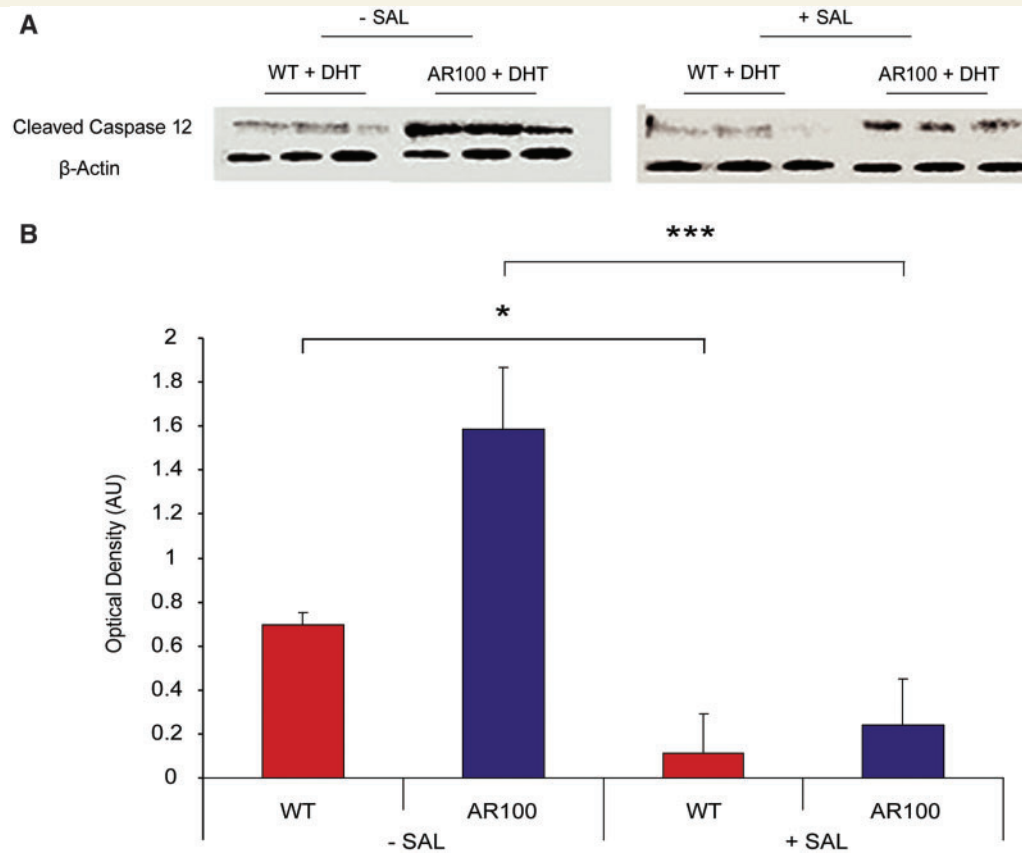 A
- SAL + SAL
WT + DHT AR100 + DHT WT + DHT AR100 + DHT
Cleaved Caspase 12
β-Actin
B
***
*
Optical Density (AU)
2
1.8
1.6
1.4
1.2
1
0.8
0.6
0.4
0.2
0
WT AR100 WT AR100
- SAL + SAL